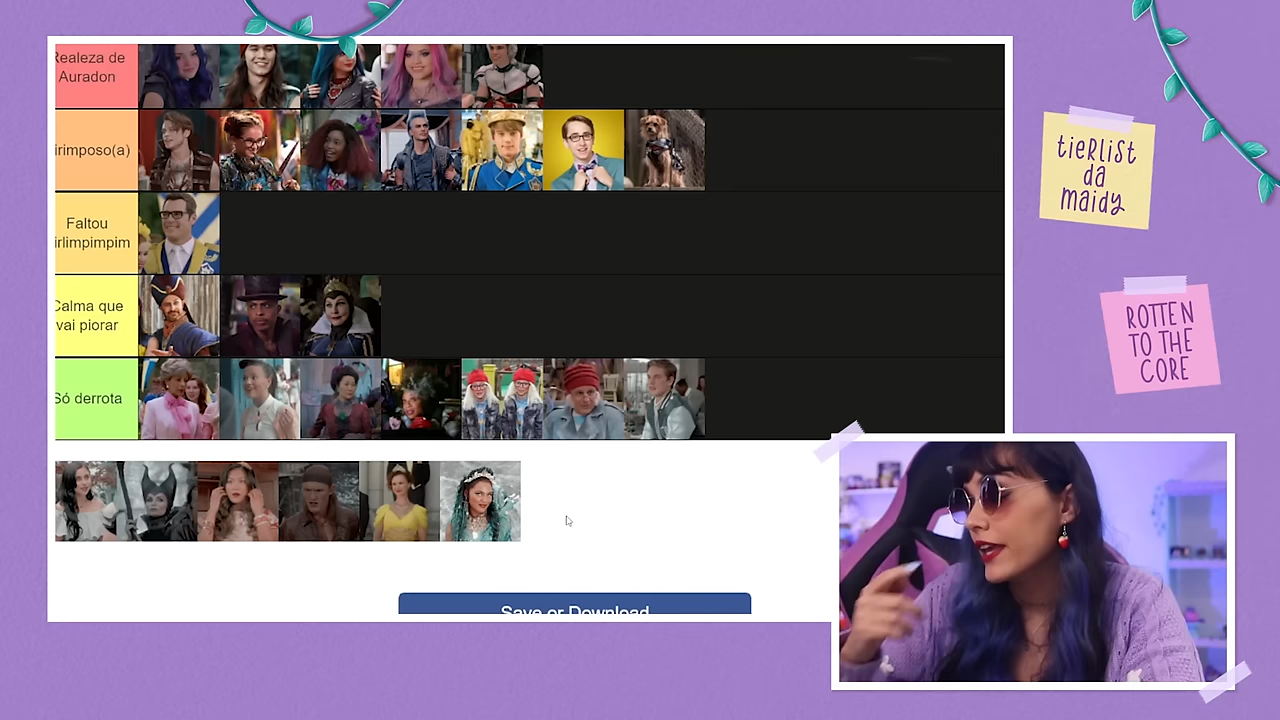 Realeza de
Auradon
irimposo(a)
Faltou
irlimpimpim
Calma que
vai piorar
Só derrota
Save or Download
tierlist
da
maidy
ROTTEN
TO THE
CORE